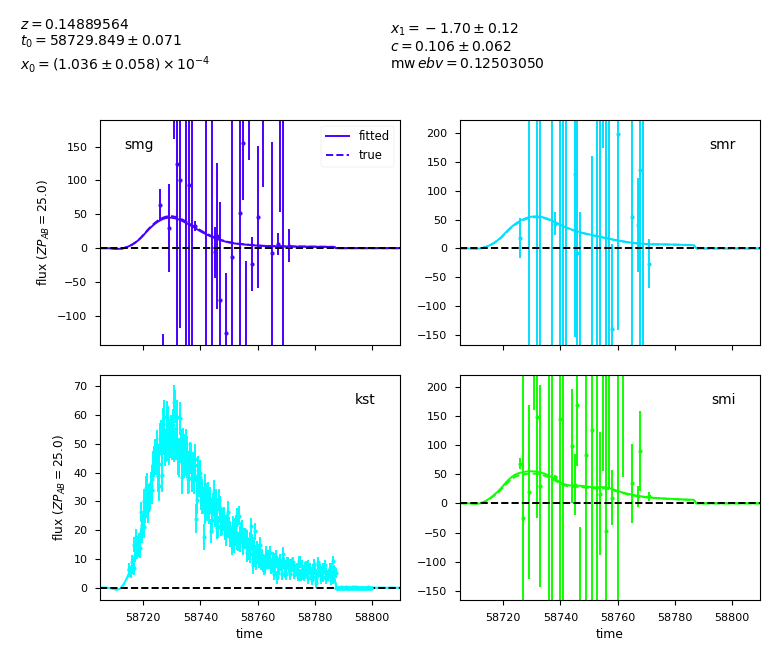 z = 0.14889564
t₀ = 58729.849 ± 0.071
x₀ = (1.036 ± 0.058) × 10⁻⁴
x₁ = −1.70 ± 0.12
c = 0.106 ± 0.062
mw ebv = 0.12503050
smg
fitted
true
150
100
50
0
−50
−100
flux (ZP_AB = 25.0)
smr
200
150
100
50
0
−50
−100
−150
kst
70
60
50
40
30
20
10
0
flux (ZP_AB = 25.0)
58720 58740 58760 58780 58800
time
smi
200
150
100
50
0
−50
−100
−150
58720 58740 58760 58780 58800
time